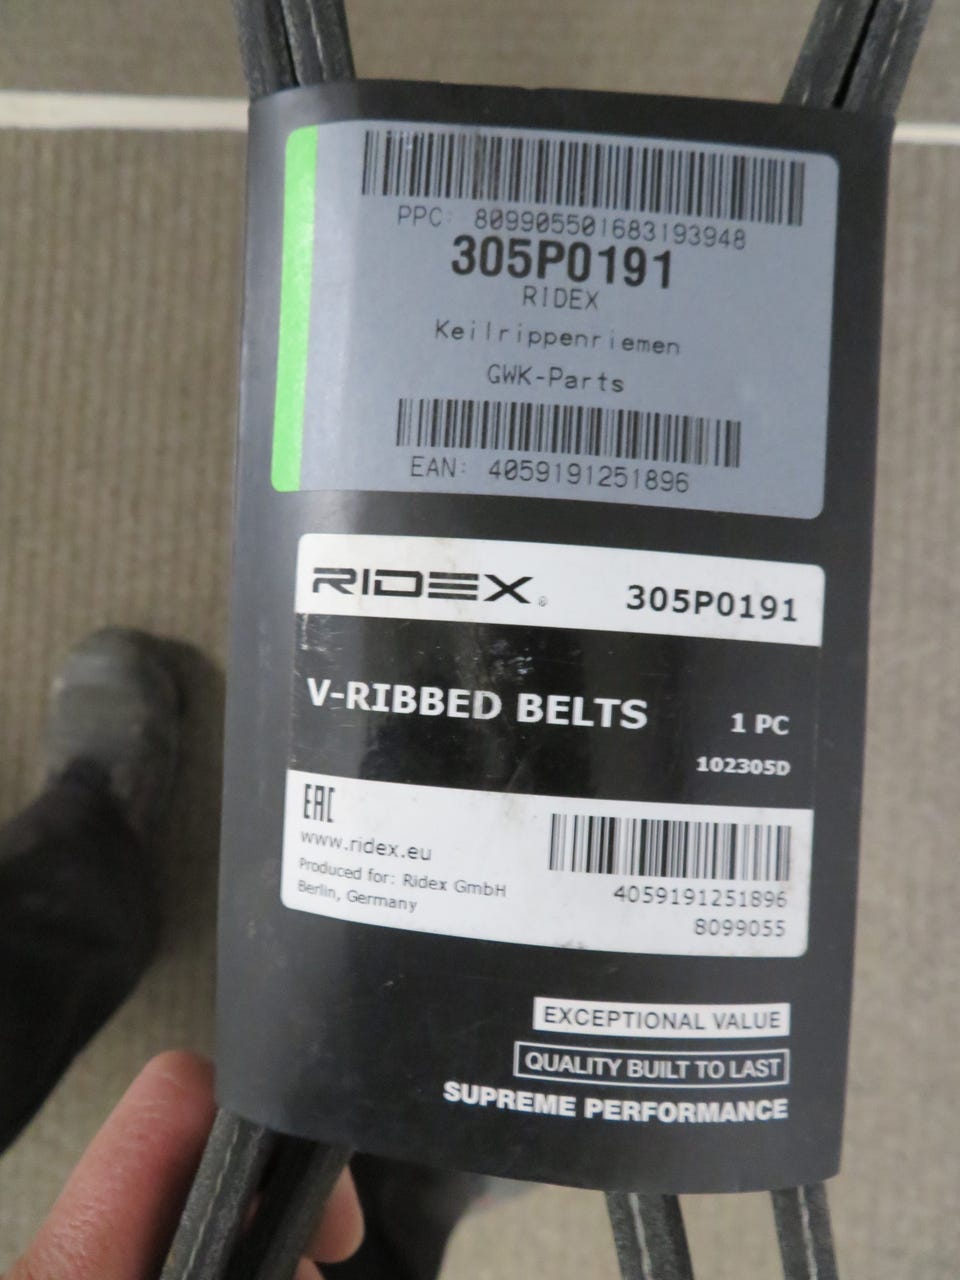 PPC: 809905501683193948
305P0191
RIDEX
Keilrippenriemen
GWK-Parts
EAN: 4059191251896
RIDEX® 305P0191
V-RIBBED BELTS 1 PC
102305D
EAC
www.ridex.eu
Produced for: Ridex GmbH
Berlin, Germany
4059191251896
8099055
EXCEPTIONAL VALUE
QUALITY BUILT TO LAST
SUPREME PERFORMANCE